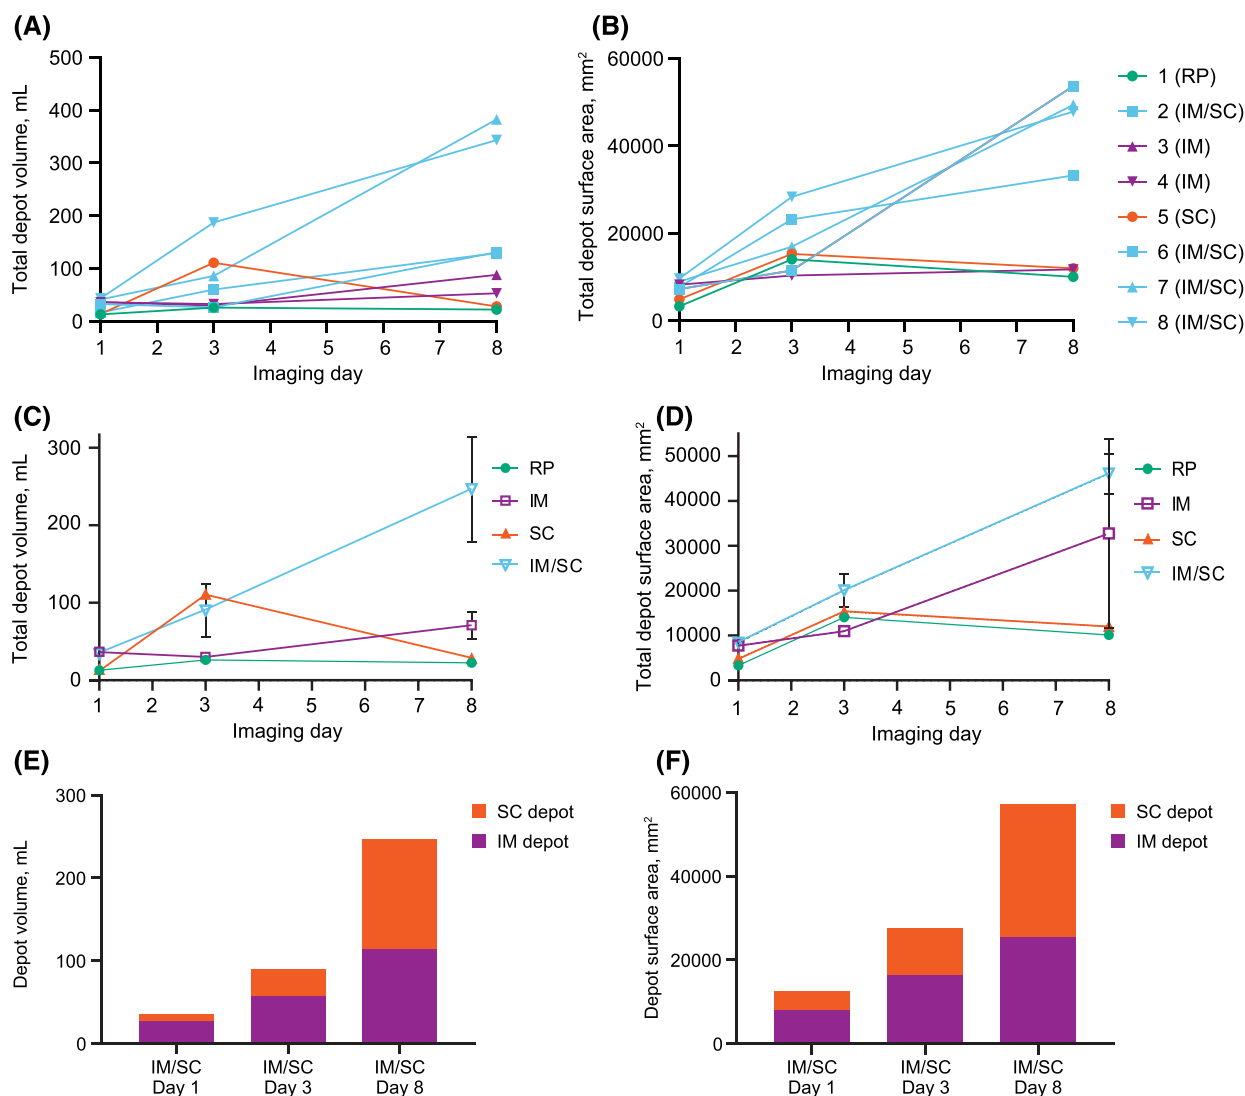 (A)
Total depot volume, mL
500
400
300
200
100
0
1 2 3 4 5 6 7 8
Imaging day
(B)
Total depot surface area, mm²
60000
40000
20000
0
1 2 3 4 5 6 7 8
Imaging day
1 (RP)
2 (IM/SC)
3 (IM)
4 (IM)
5 (SC)
6 (IM/SC)
7 (IM/SC)
8 (IM/SC)
(C)
Total depot volume, mL
300
200
100
0
1 2 3 4 5 6 7 8
Imaging day
RP
IM
SC
IM/SC
(D)
Total depot surface area, mm²
50000
40000
30000
20000
10000
0
1 2 3 4 5 6 7 8
Imaging day
RP
IM
SC
IM/SC
(E)
Depot volume, mL
300
200
100
0
IM/SC IM/SC IM/SC
Day 1 Day 3 Day 8
SC depot
IM depot
(F)
Depot surface area, mm²
60000
40000
20000
0
IM/SC IM/SC IM/SC
Day 1 Day 3 Day 8
SC depot
IM depot